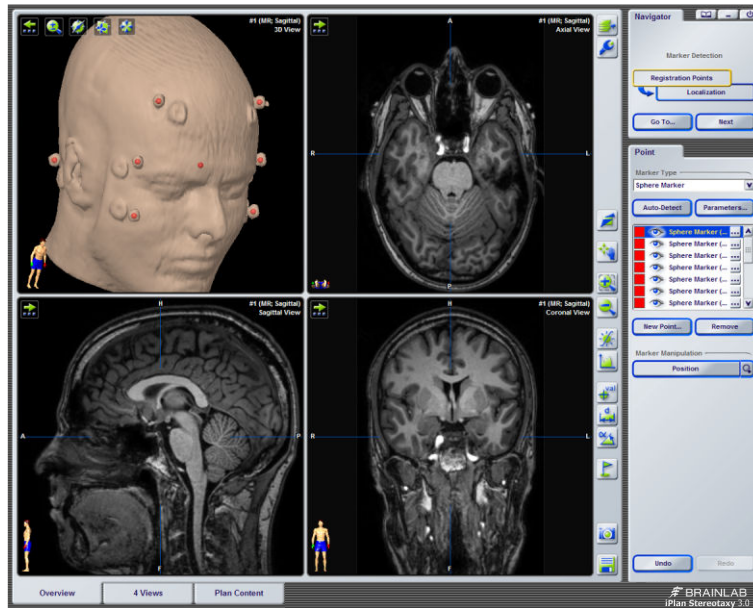 #1 (MR; Sagittal)
3D View
#1 (MR; Sagittal)
Axial View
A
R
L
P
#1 (MR; Sagittal)
Sagittal View
H
A
P
F
#1 (MR; Sagittal)
Coronal View
H
R
L
F
val
d
α
Navigator
Marker Detection
Registration Points
Localization
Go To...
Next
Point
Marker Type
Sphere Marker
Auto-Detect
Parameters...
Sphere Marker (...
Sphere Marker (...
Sphere Marker (...
Sphere Marker (...
Sphere Marker (...
Sphere Marker (...
Sphere Marker (...
New Point...
Remove
Marker Manipulation
Position
Undo
Redo
Overview
4 Views
Plan Content
BRAINLAB
iPlan Stereotaxy 3.0